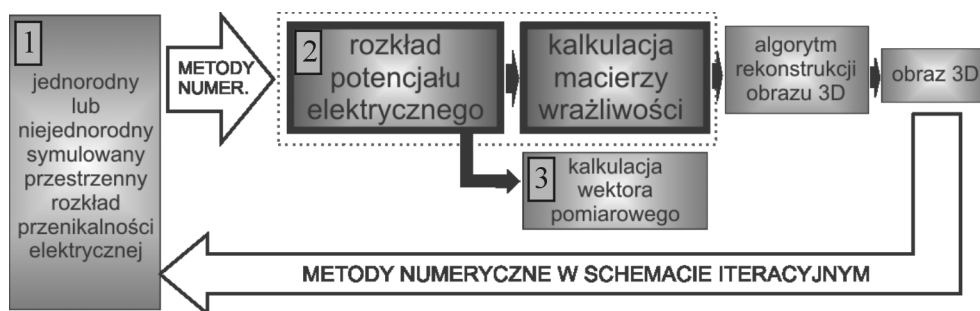 1
jednorodny
lub
niejednorodny
symulowany
przestrzenny
rozkład
przenikalności
elektrycznej
METODY
NUMER.
2
rozkład
potencjału
elektrycznego
kalkulacja
macierzy
wrażliwości
algorytm
rekonstrukcji
obrazu 3D
obraz 3D
3
kalkulacja
wektora
pomiarowego
METODY NUMERYCZNE W SCHEMACIE ITERACYJNYM